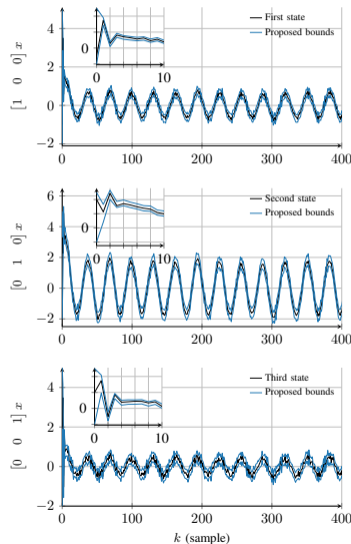 0
0 10
First state
Proposed bounds
4
2
0
−2
[1 0 0] x
0 100 200 300 400
0
0 10
Second state
Proposed bounds
6
4
2
0
−2
[0 1 0] x
0 100 200 300 400
0
0 10
Third state
Proposed bounds
4
2
0
−2
[0 0 1] x
0 100 200 300 400
k (sample)